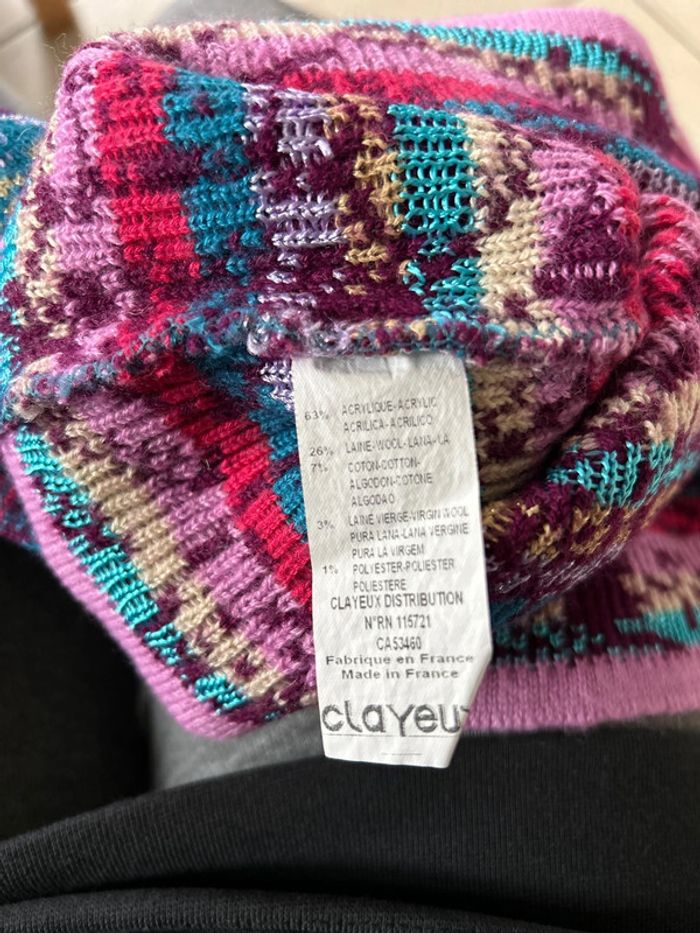 63% ACRYLIQUE-ACRYLIC
ACRILICA-ACRILICO
26% LAINE-WOOL-LANA-LA
7% COTON-COTTON-
ALGODON-COTONE
ALGODAO
3% LAINE VIERGE-VIRGIN WOOL
PURA LANA-LANA VERGINE
PURA LA VIRGEM
1% POLYESTER-POLIESTER
POLIESTERE
CLAYEUX DISTRIBUTION
N°RN 115721
CA53460
Fabrique en France
Made in France
clayeux